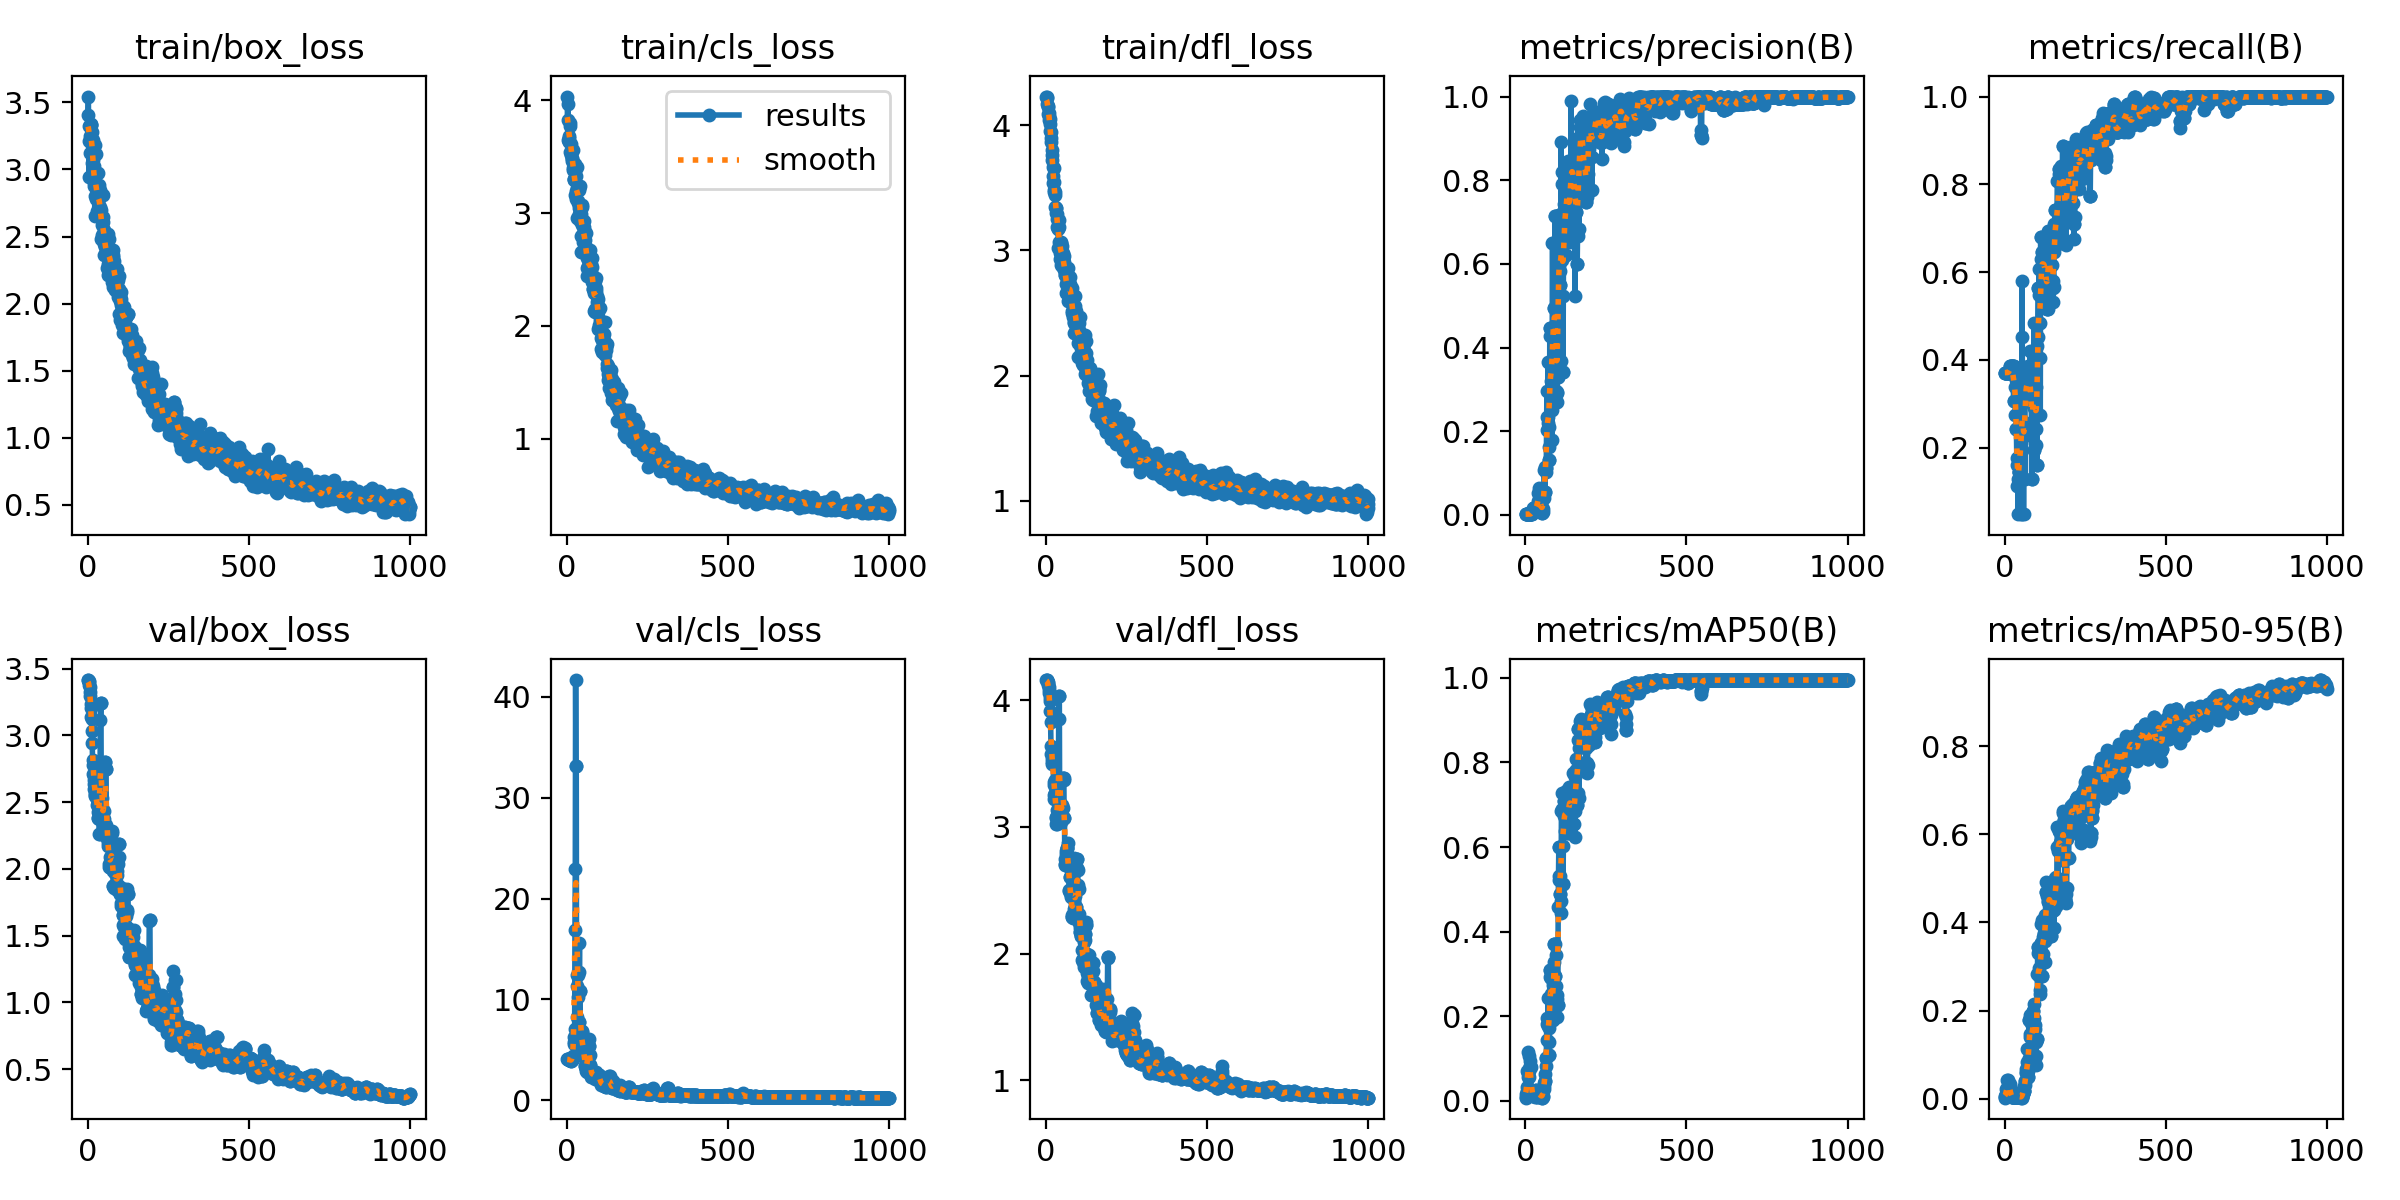 train/box_loss
3.5
3.0
2.5
2.0
1.5
1.0
0.5
0 500 1000
train/cls_loss
results
smooth
4
3
2
1
0 500 1000
train/dfl_loss
4
3
2
1
0 500 1000
metrics/precision(B)
1.0
0.8
0.6
0.4
0.2
0.0
0 500 1000
metrics/recall(B)
1.0
0.8
0.6
0.4
0.2
0 500 1000
val/box_loss
3.5
3.0
2.5
2.0
1.5
1.0
0.5
0 500 1000
val/cls_loss
40
30
20
10
0
0 500 1000
val/dfl_loss
4
3
2
1
0 500 1000
metrics/mAP50(B)
1.0
0.8
0.6
0.4
0.2
0.0
0 500 1000
metrics/mAP50-95(B)
0.8
0.6
0.4
0.2
0.0
0 500 1000